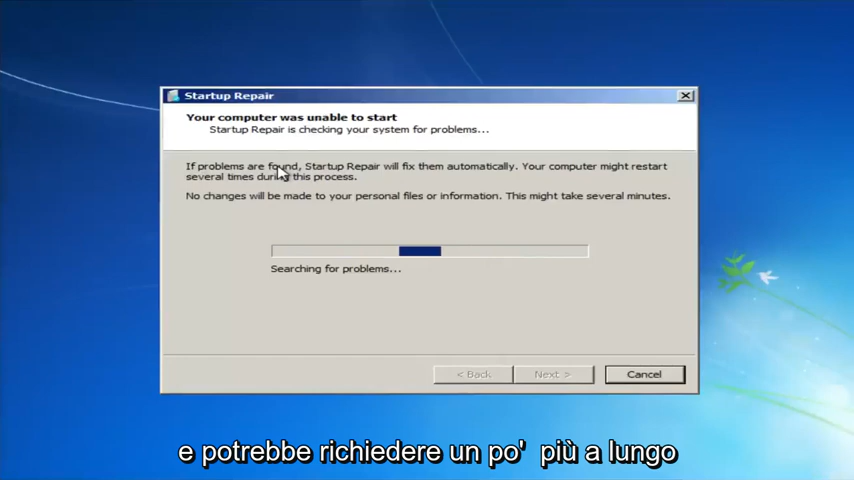 Startup Repair
Your computer was unable to start
Startup Repair is checking your system for problems...
If problems are found, Startup Repair will fix them automatically. Your computer might restart
several times during this process.
No changes will be made to your personal files or information. This might take several minutes.
Searching for problems...
< Back
Next >
Cancel
e potrebbe richiedere un po' più a lungo